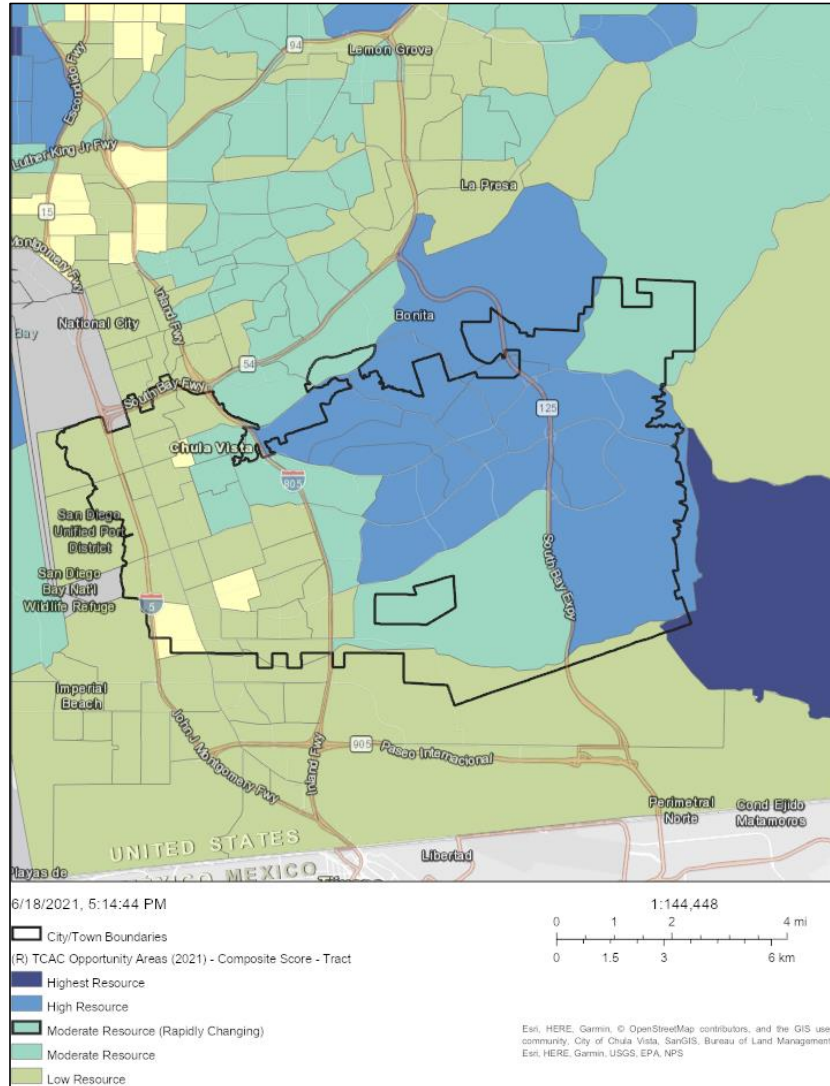 94
Lemon Grove
Escondido Fwy
Luther King Jr Fwy
La Presa
15
Montgomery Fwy
Inland Fwy
National City
Bay
Bonita
54
South Bay Fwy
125
Chula Vista
805
San Diego
Unified Port
District
San Diego
Bay Nat'l
Wildlife Refuge
South Bay Expy
5
Imperial
Beach
John J Montgomery Fwy
Inland Fwy
905
Paseo Internacional
Perimetral
Norte
Cond Ejido
Matamoros
UNITED STATES
MEXICO
Libertad
Playas de
6/18/2021, 5:14:44 PM
1:144,448
0 1 2 4 mi
0 1.5 3 6 km
City/Town Boundaries
(R) TCAC Opportunity Areas (2021) - Composite Score - Tract
Highest Resource
High Resource
Moderate Resource (Rapidly Changing)
Moderate Resource
Low Resource
Esri, HERE, Garmin, © OpenStreetMap contributors, and the GIS use
community, City of Chula Vista, SanGIS, Bureau of Land Management
Esri, HERE, Garmin, USGS, EPA, NPS